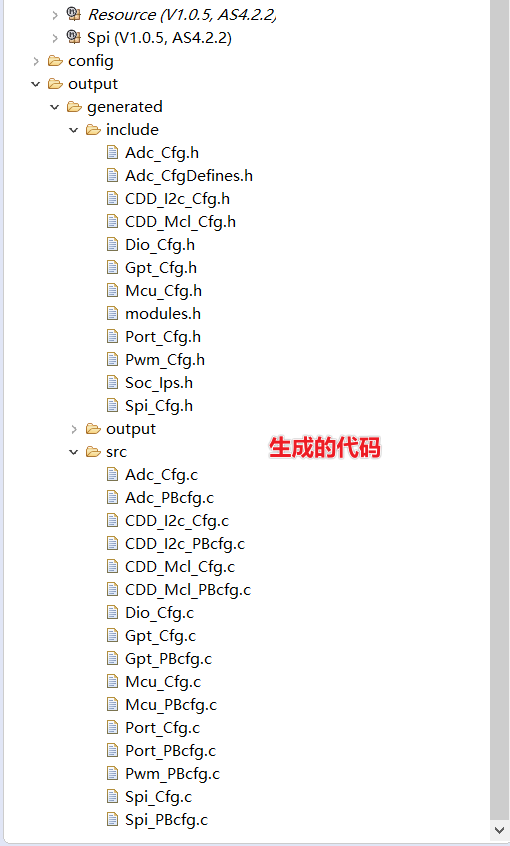 Resource (V1.0.5, AS4.2.2)
Spi (V1.0.5, AS4.2.2)
config
output
generated
include
Adc_Cfg.h
Adc_CfgDefines.h
CDD_I2c_Cfg.h
CDD_Mcl_Cfg.h
Dio_Cfg.h
Gpt_Cfg.h
Mcu_Cfg.h
modules.h
Port_Cfg.h
Pwm_Cfg.h
Soc_Ips.h
Spi_Cfg.h
output
生成的代码
src
Adc_Cfg.c
Adc_PBcfg.c
CDD_I2c_Cfg.c
CDD_I2c_PBcfg.c
CDD_Mcl_Cfg.c
CDD_Mcl_PBcfg.c
Dio_Cfg.c
Gpt_Cfg.c
Gpt_PBcfg.c
Mcu_Cfg.c
Mcu_PBcfg.c
Port_Cfg.c
Port_PBcfg.c
Pwm_PBcfg.c
Spi_Cfg.c
Spi_PBcfg.c